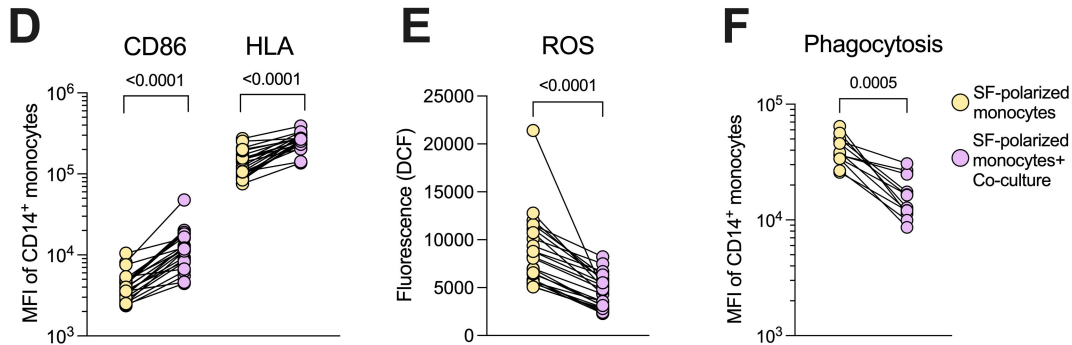 D
CD86
HLA
<0.0001
<0.0001
10⁶
10⁵
10⁴
10³
MFI of CD14⁺ monocytes
E
ROS
<0.0001
25000
20000
15000
10000
5000
0
Fluorescence (DCF)
F
Phagocytosis
0.0005
10⁵
10⁴
10³
MFI of CD14⁺ monocytes
SF-polarized
monocytes
SF-polarized
monocytes+
Co-culture